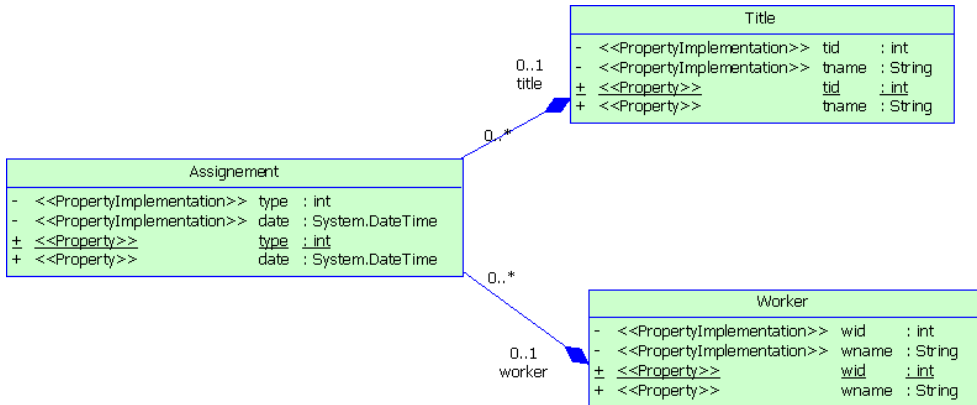 Title
- <<PropertyImplementation>> tid : int
- <<PropertyImplementation>> tname : String
+ <<Property>> tid : int
+ <<Property>> tname : String
0..1
title
0..*
Assignement
- <<PropertyImplementation>> type : int
- <<PropertyImplementation>> date : System.DateTime
+ <<Property>> type : int
+ <<Property>> date : System.DateTime
0..*
0..1
worker
Worker
- <<PropertyImplementation>> wid : int
- <<PropertyImplementation>> wname : String
+ <<Property>> wid : int
+ <<Property>> wname : String